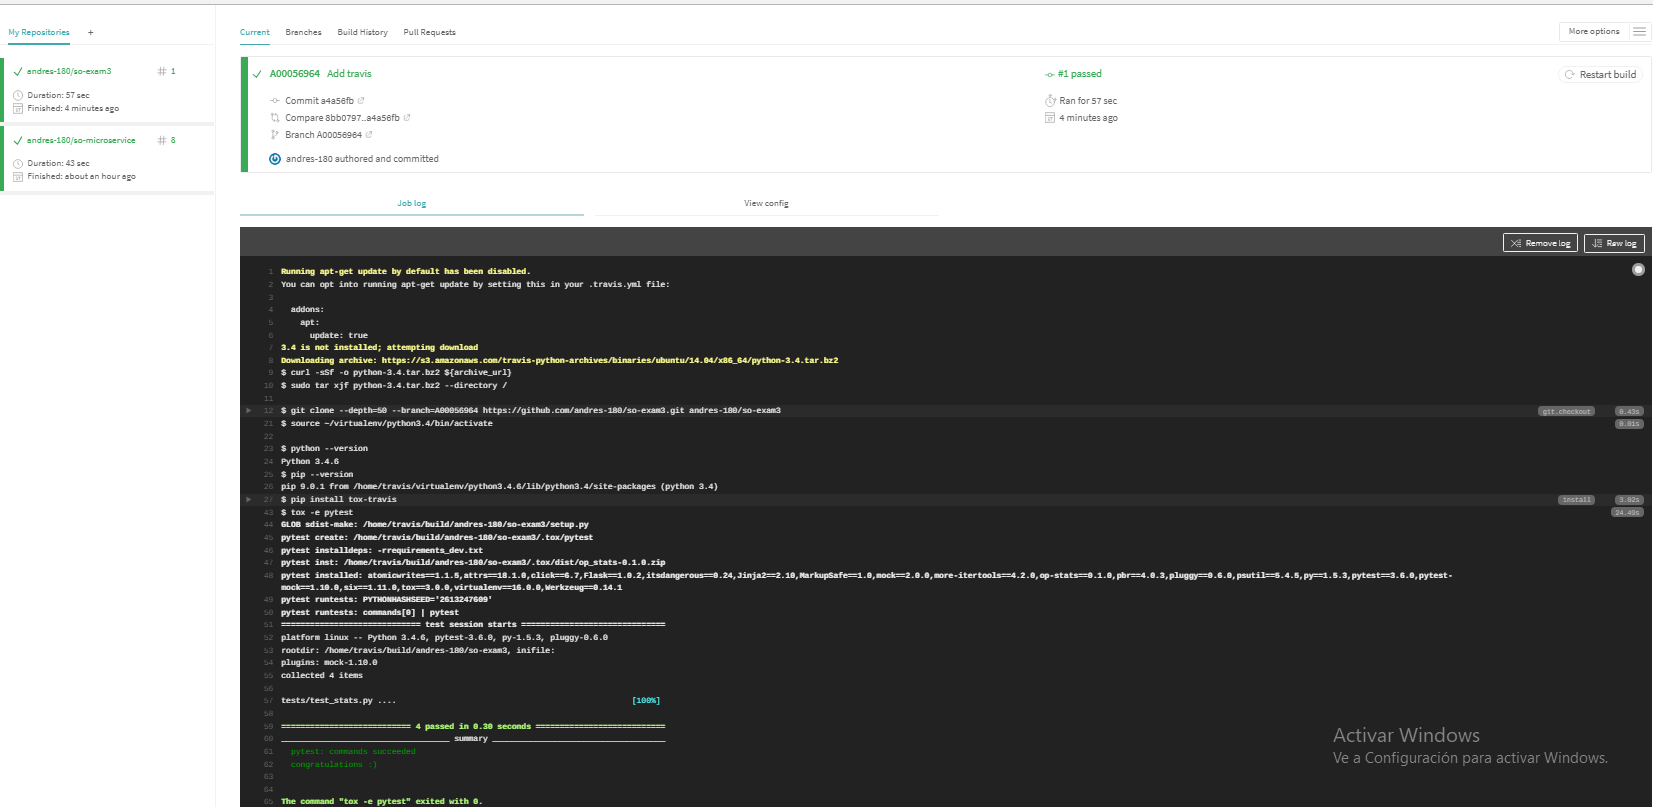 My Repositories +
andres-180/so-exam3 # 1
Duration: 57 sec
Finished: 4 minutes ago
andres-180/so-microservice # 8
Duration: 43 sec
Finished: about an hour ago
Current Branches Build History Pull Requests
More options
A00056964 Add travis
#1 passed
Restart build
Commit a4a56fb
Ran for 57 sec
Compare 8bb0797..a4a56fb
4 minutes ago
Branch A00056964
andres-180 authored and committed
Job log View config
Remove log Raw log
1 Running apt-get update by default has been disabled.
2 You can opt into running apt-get update by setting this in your .travis.yml file:
3
4 addons:
5 apt:
6 update: true
7 3.4 is not installed; attempting download
8 Downloading archive: https://s3.amazonaws.com/travis-python-archives/binaries/ubuntu/14.04/x86_64/python-3.4.tar.bz2
9 $ curl -sSf -o python-3.4.tar.bz2 ${archive_url}
10 $ sudo tar xjf python-3.4.tar.bz2 --directory /
11
12 $ git clone --depth=50 --branch=A00056964 https://github.com/andres-180/so-exam3.git andres-180/so-exam3 git.checkout 0.43s
21 $ source ~/virtualenv/python3.4/bin/activate 0.01s
22
23 $ python --version
24 Python 3.4.6
25 $ pip --version
26 pip 9.0.1 from /home/travis/virtualenv/python3.4.6/lib/python3.4/site-packages (python 3.4)
27 $ pip install tox-travis install 3.02s
43 $ tox -e pytest 24.49s
44 GLOB sdist-make: /home/travis/build/andres-180/so-exam3/setup.py
45 pytest create: /home/travis/build/andres-180/so-exam3/.tox/pytest
46 pytest installdeps: -rrequirements_dev.txt
47 pytest inst: /home/travis/build/andres-180/so-exam3/.tox/dist/op_stats-0.1.0.zip
48 pytest installed: atomicwrites==1.1.5,attrs==18.1.0,click==6.7,Flask==1.0.2,itsdangerous==0.24,Jinja2==2.10,MarkupSafe==1.0,mock==2.0.0,more-itertools==4.2.0,op-stats==0.1.0,pbr==4.0.3,pluggy==0.6.0,psutil==5.4.5,py==1.5.3,pytest==3.6.0,pytest-
mock==1.10.0,six==1.11.0,tox==3.0.0,virtualenv==16.0.0,Werkzeug==0.14.1
49 pytest runtests: PYTHONHASHSEED='2613247609'
50 pytest runtests: commands[0] | pytest
51 ============================= test session starts ==============================
52 platform linux -- Python 3.4.6, pytest-3.6.0, py-1.5.3, pluggy-0.6.0
53 rootdir: /home/travis/build/andres-180/so-exam3, inifile:
54 plugins: mock-1.10.0
55 collected 4 items
56
57 tests/test_stats.py .... [100%]
58
59 =========================== 4 passed in 0.30 seconds ===========================
60 ___________________________________ summary ____________________________________
61 pytest: commands succeeded
62 congratulations :)
63
64
65 The command "tox -e pytest" exited with 0.
Activar Windows
Ve a Configuración para activar Windows.